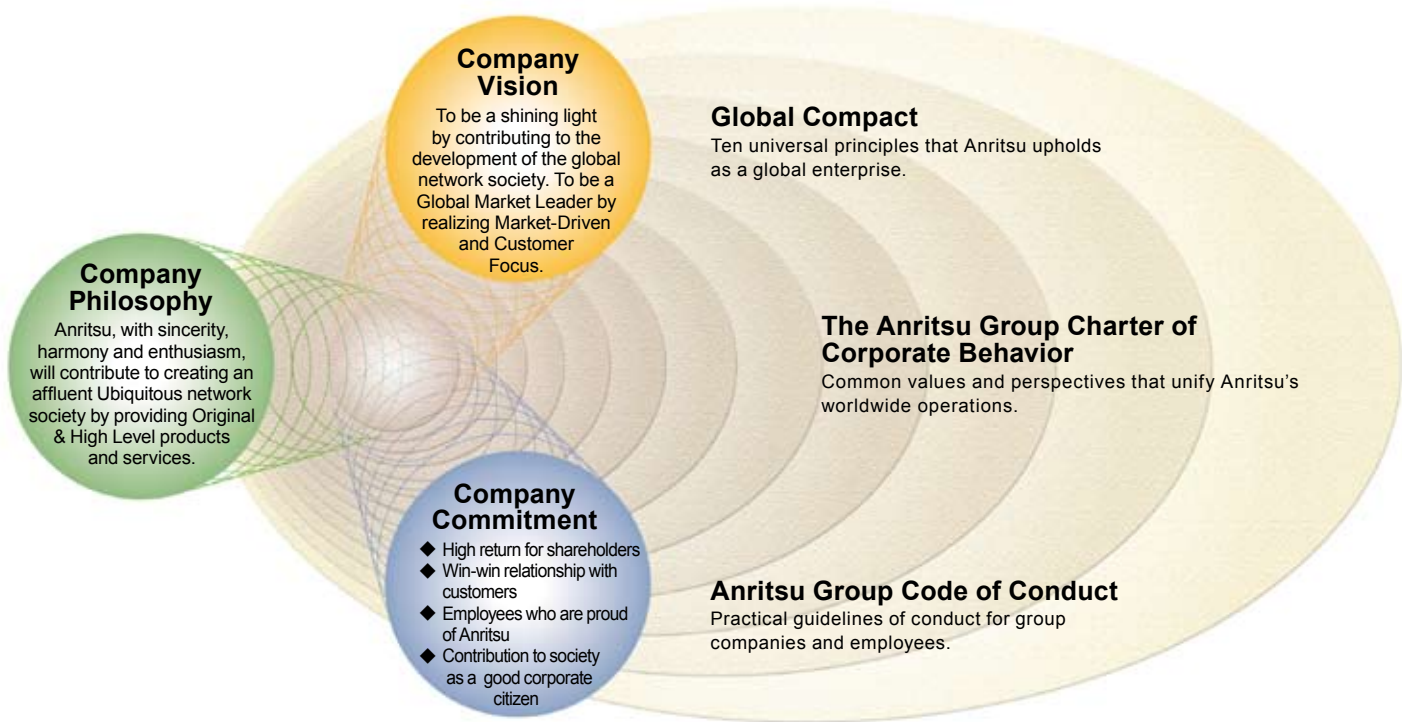 Company
Vision
To be a shining light
by contributing to the
development of the global
network society. To be a
Global Market Leader by
realizing Market-Driven
and Customer
Focus.
Global Compact
Ten universal principles that Anritsu upholds
as a global enterprise.
Company
Philosophy
Anritsu, with sincerity,
harmony and enthusiasm,
will contribute to creating an
affluent Ubiquitous network
society by providing Original
& High Level products
and services.
The Anritsu Group Charter of
Corporate Behavior
Common values and perspectives that unify Anritsu’s
worldwide operations.
Company
Commitment
◆ High return for shareholders
◆ Win-win relationship with
customers
◆ Employees who are proud
of Anritsu
◆ Contribution to society
as a good corporate
citizen
Anritsu Group Code of Conduct
Practical guidelines of conduct for group
companies and employees.